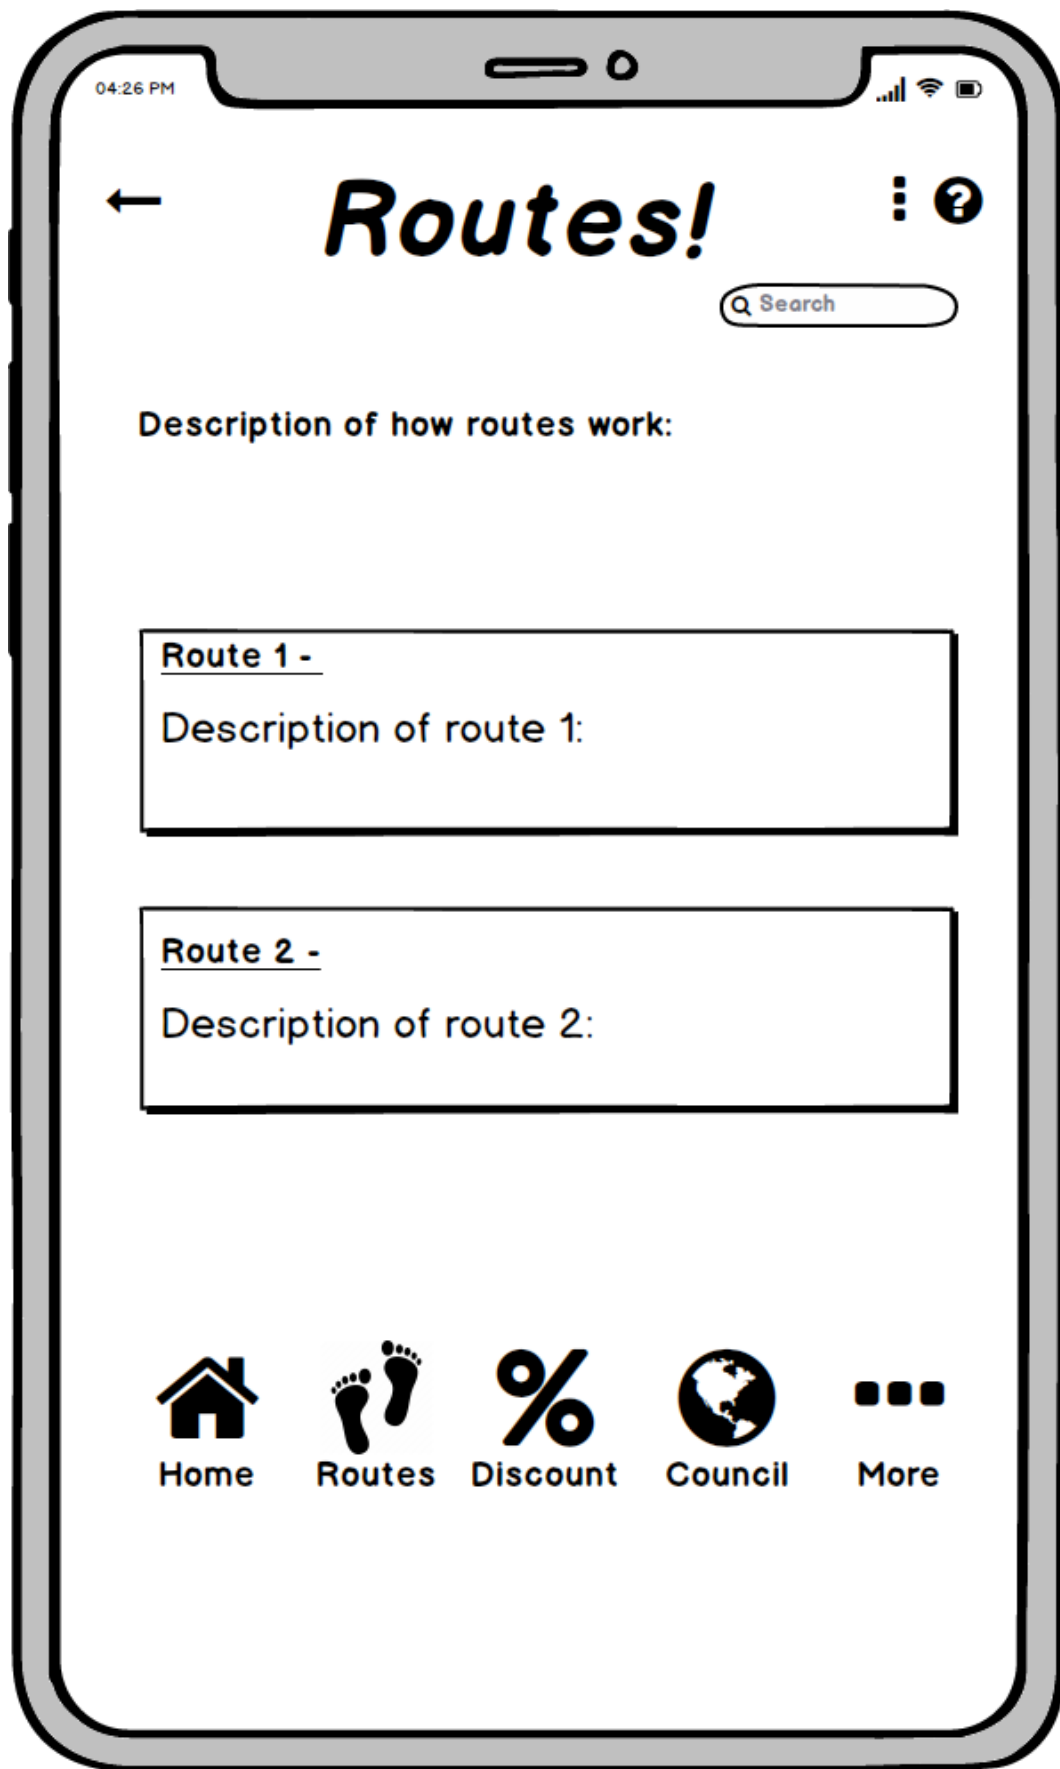 04:26 PM
Routes!
Search
Description of how routes work:
Route 1 -
Description of route 1:
Route 2 -
Description of route 2:
Home Routes Discount Council More